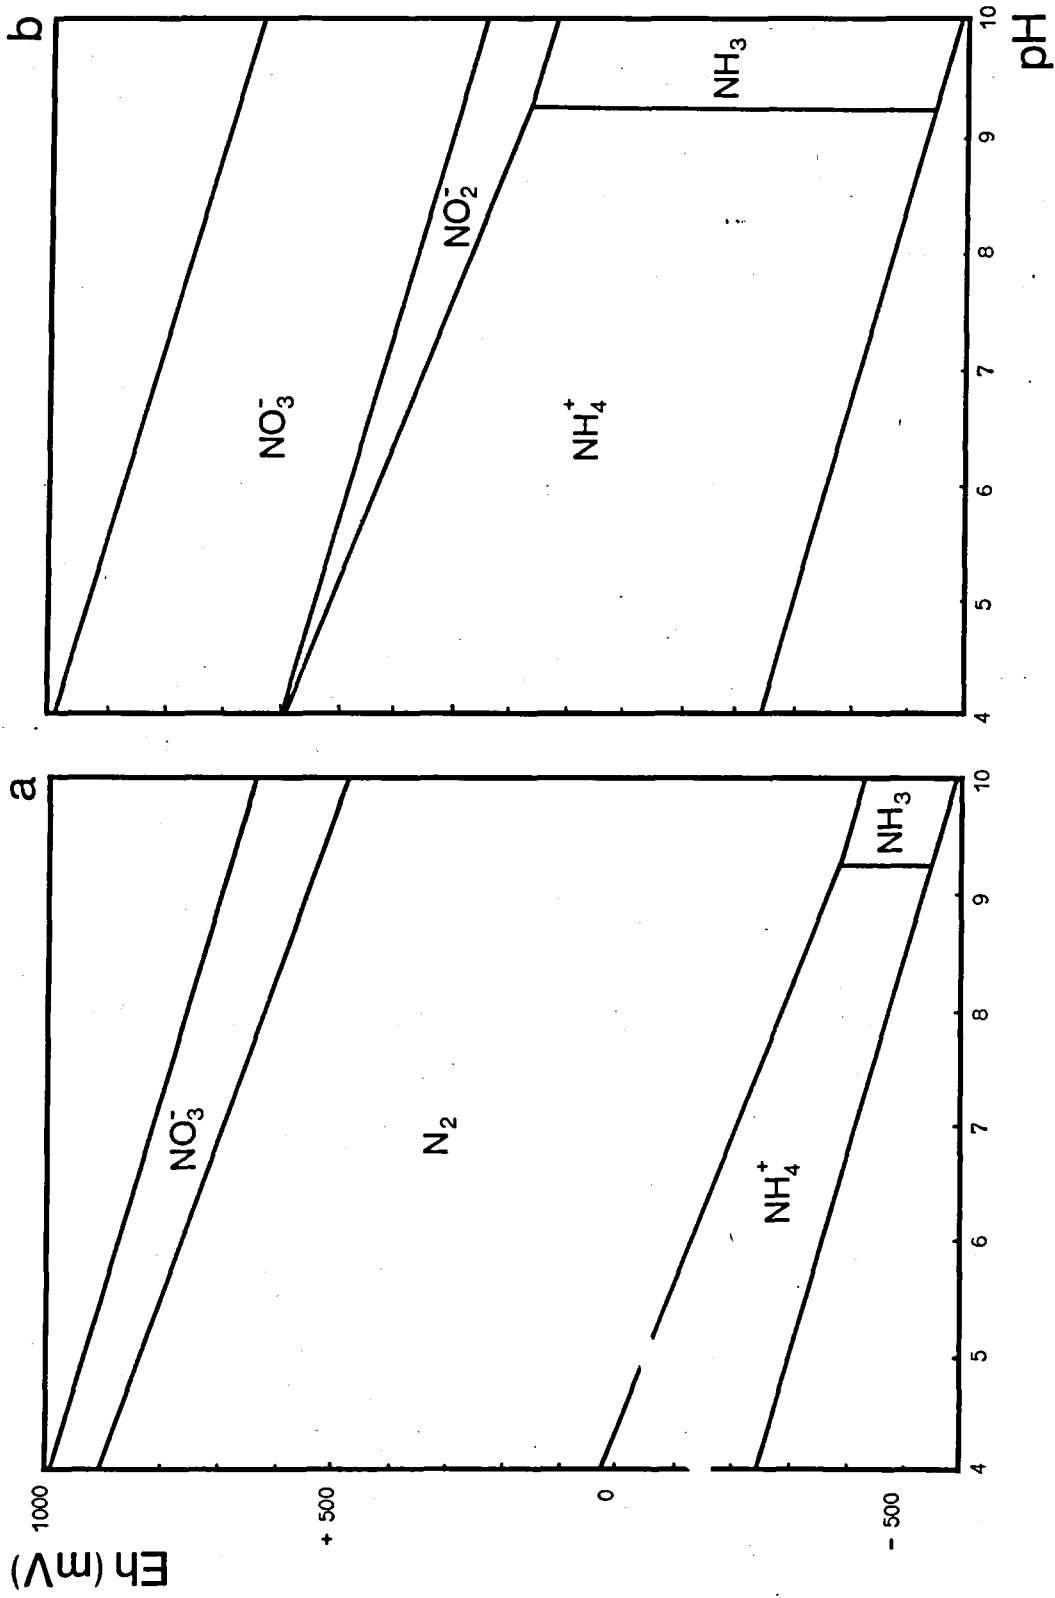 a
b
Eh (mV)
1000
+ 500
0
- 500
NO₃⁻
N₂
NH₄⁺
NH₃
4 5 6 7 8 9 10
NO₃⁻
NO₂⁻
NH₄⁺
NH₃
4 5 6 7 8 9 10
pH